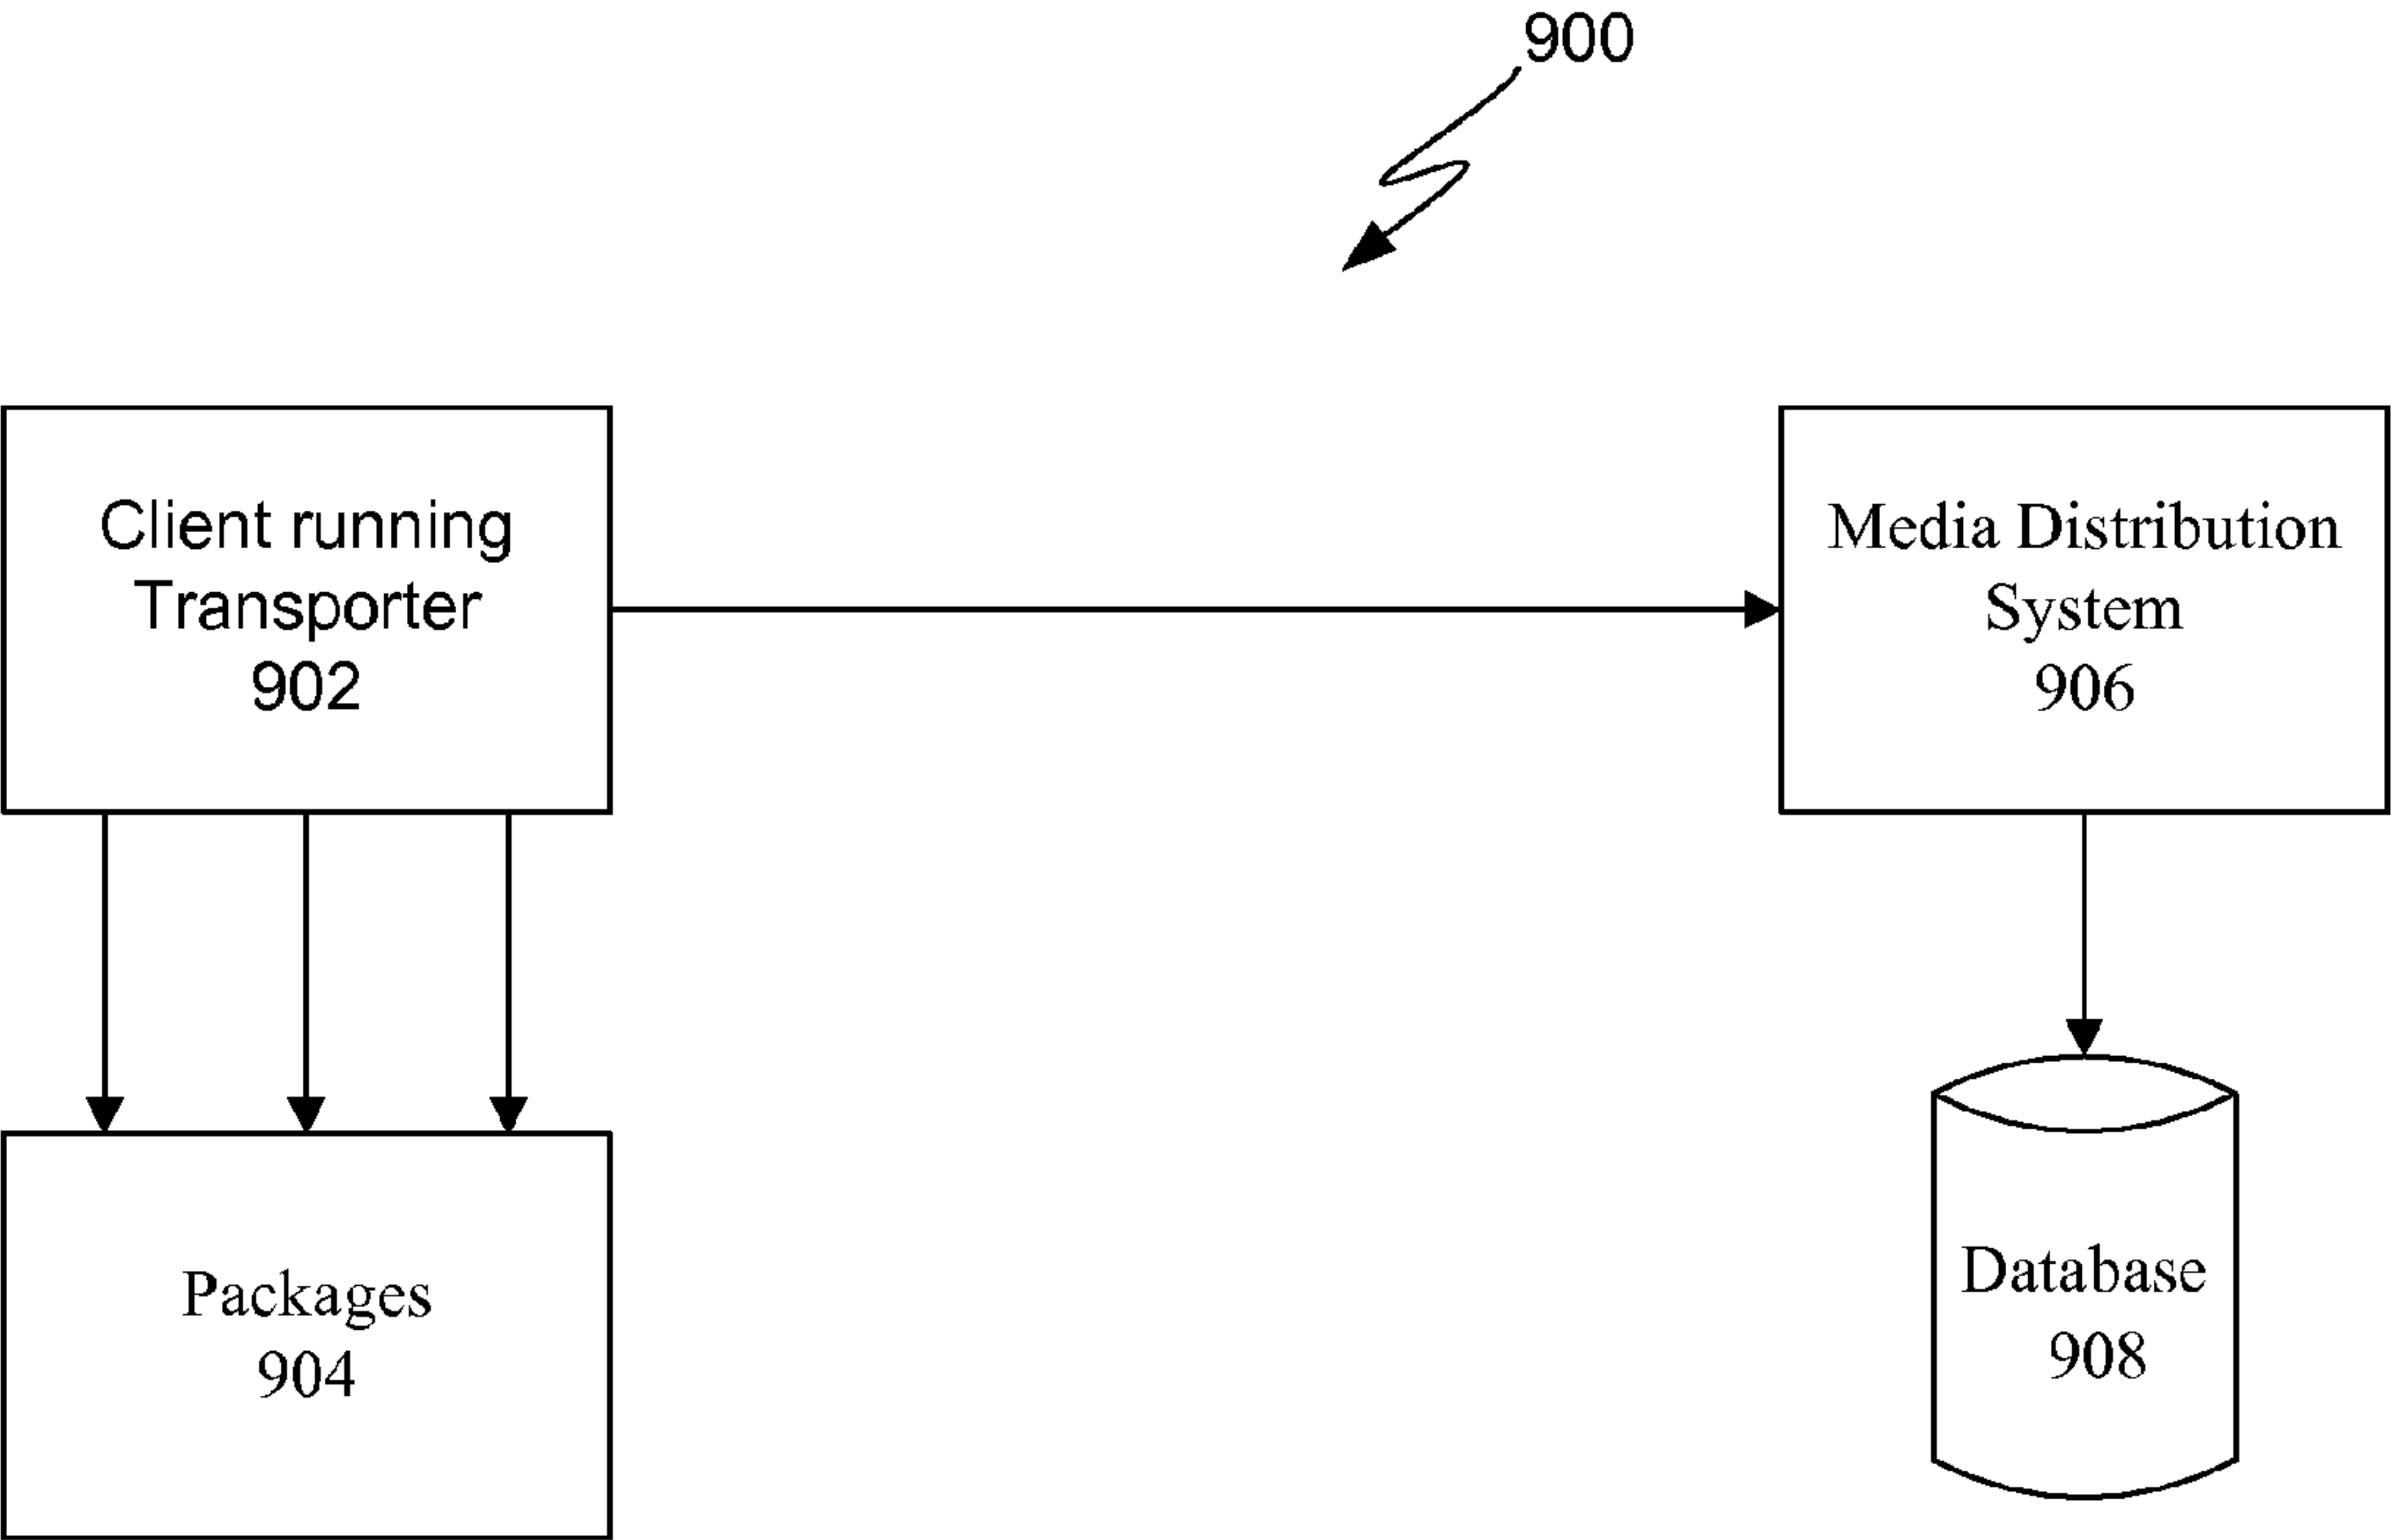 900
Client running
Transporter
902
Media Distribution
System
906
Packages
904
Database
908